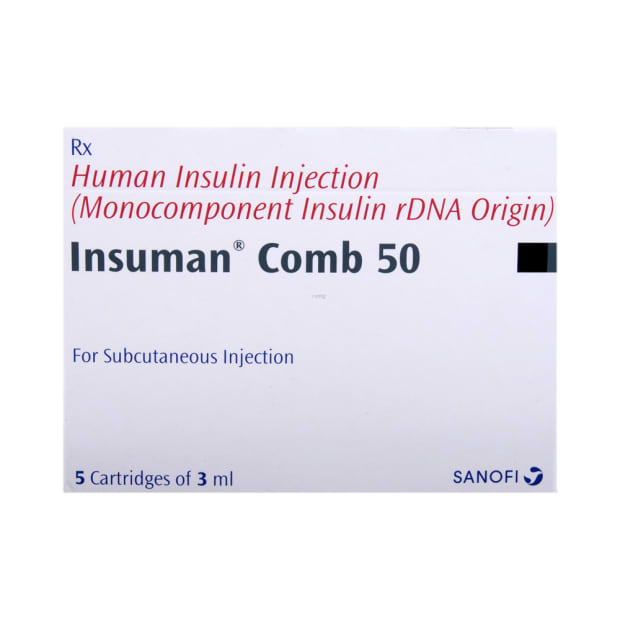 Rx
Human Insulin Injection
(Monocomponent Insulin rDNA Origin)
Insuman® Comb 50
For Subcutaneous Injection
5 Cartridges of 3 ml
SANOFI